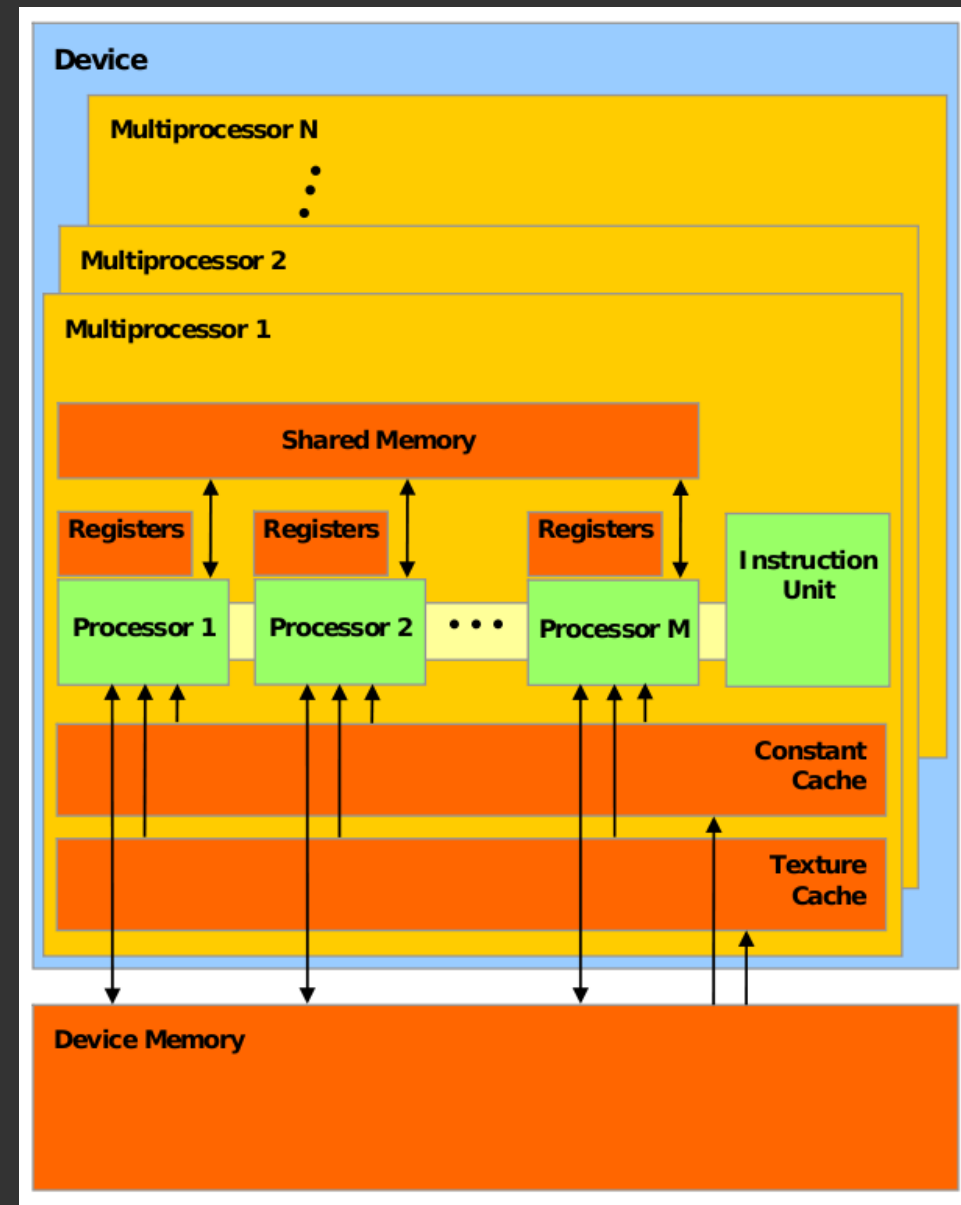 Device
Multiprocessor N
Multiprocessor 2
Multiprocessor 1
Shared Memory
Registers
Registers
Registers
Instruction
Unit
Processor 1
Processor 2
• • •
Processor M
Constant
Cache
Texture
Cache
Device Memory